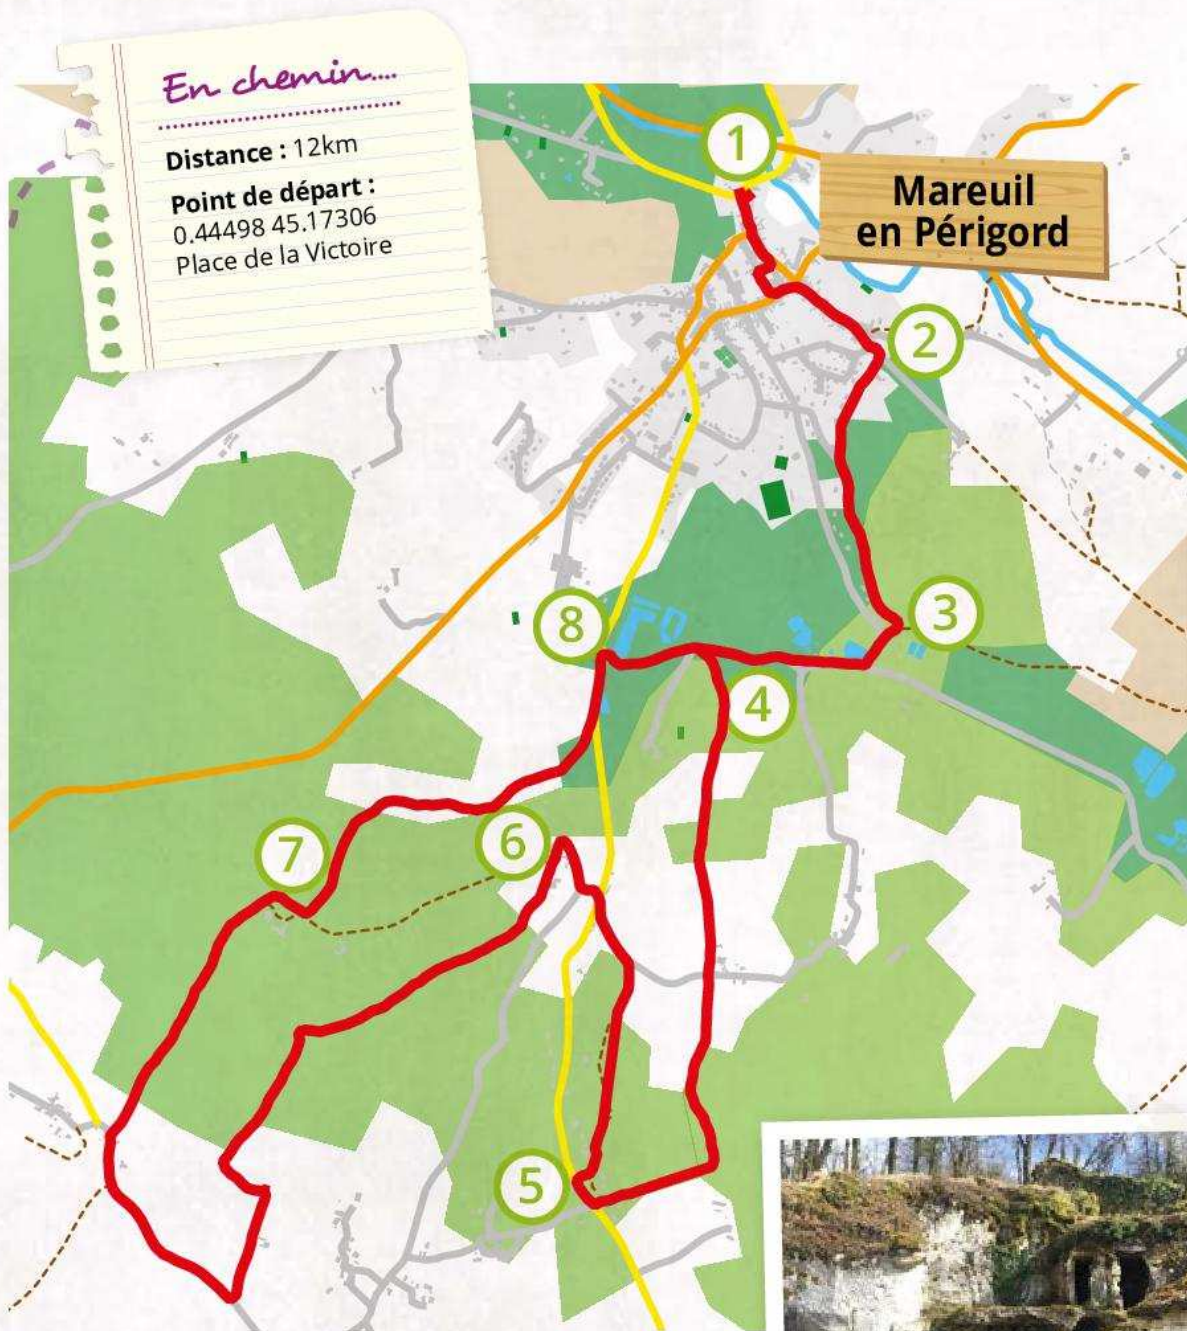 En chemin....
Distance : 12km
Point de départ :
0.44498 45.17306
Place de la Victoire
1
Mareuil
en Périgord
2
3
8
4
6
7
5